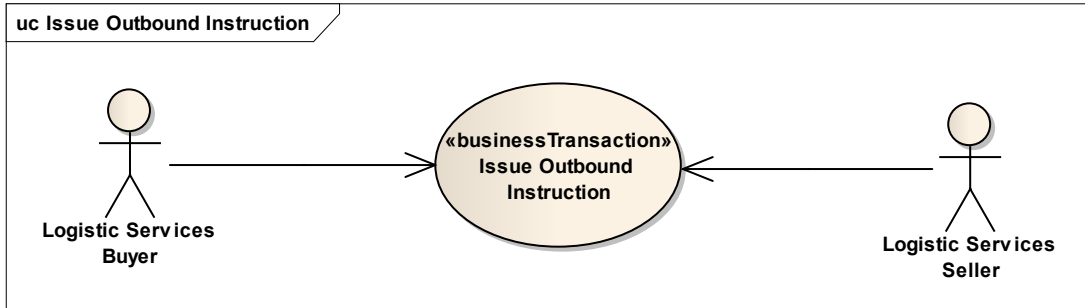 uc Issue Outbound Instruction
«businessTransaction»
Issue Outbound
Instruction
Logistic Services
Buyer
Logistic Services
Seller